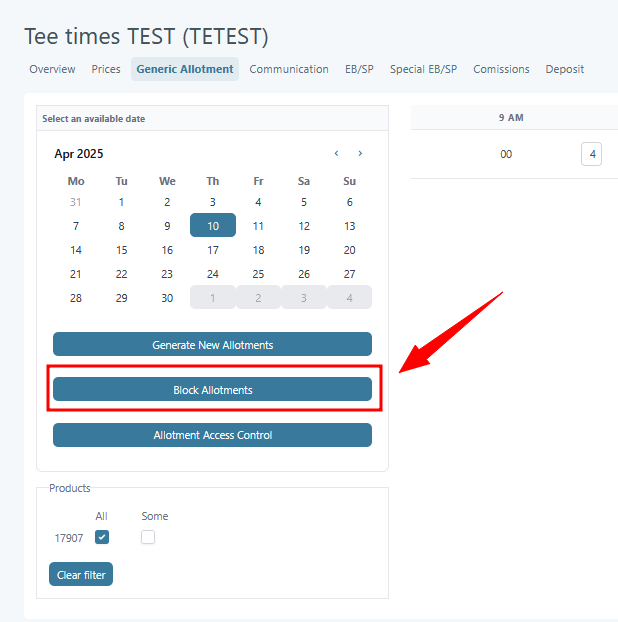 Tee times TEST (TETEST)
Overview Prices Generic Allotment Communication EB/SP Special EB/SP Comissions Deposit
Select an available date
Apr 2025 ‹ ›
Mo Tu We Th Fr Sa Su
31 1 2 3 4 5 6
7 8 9 10 11 12 13
14 15 16 17 18 19 20
21 22 23 24 25 26 27
28 29 30 1 2 3 4
Generate New Allotments
Block Allotments
Allotment Access Control
9 AM
00 4
Products
All Some
17907
Clear filter